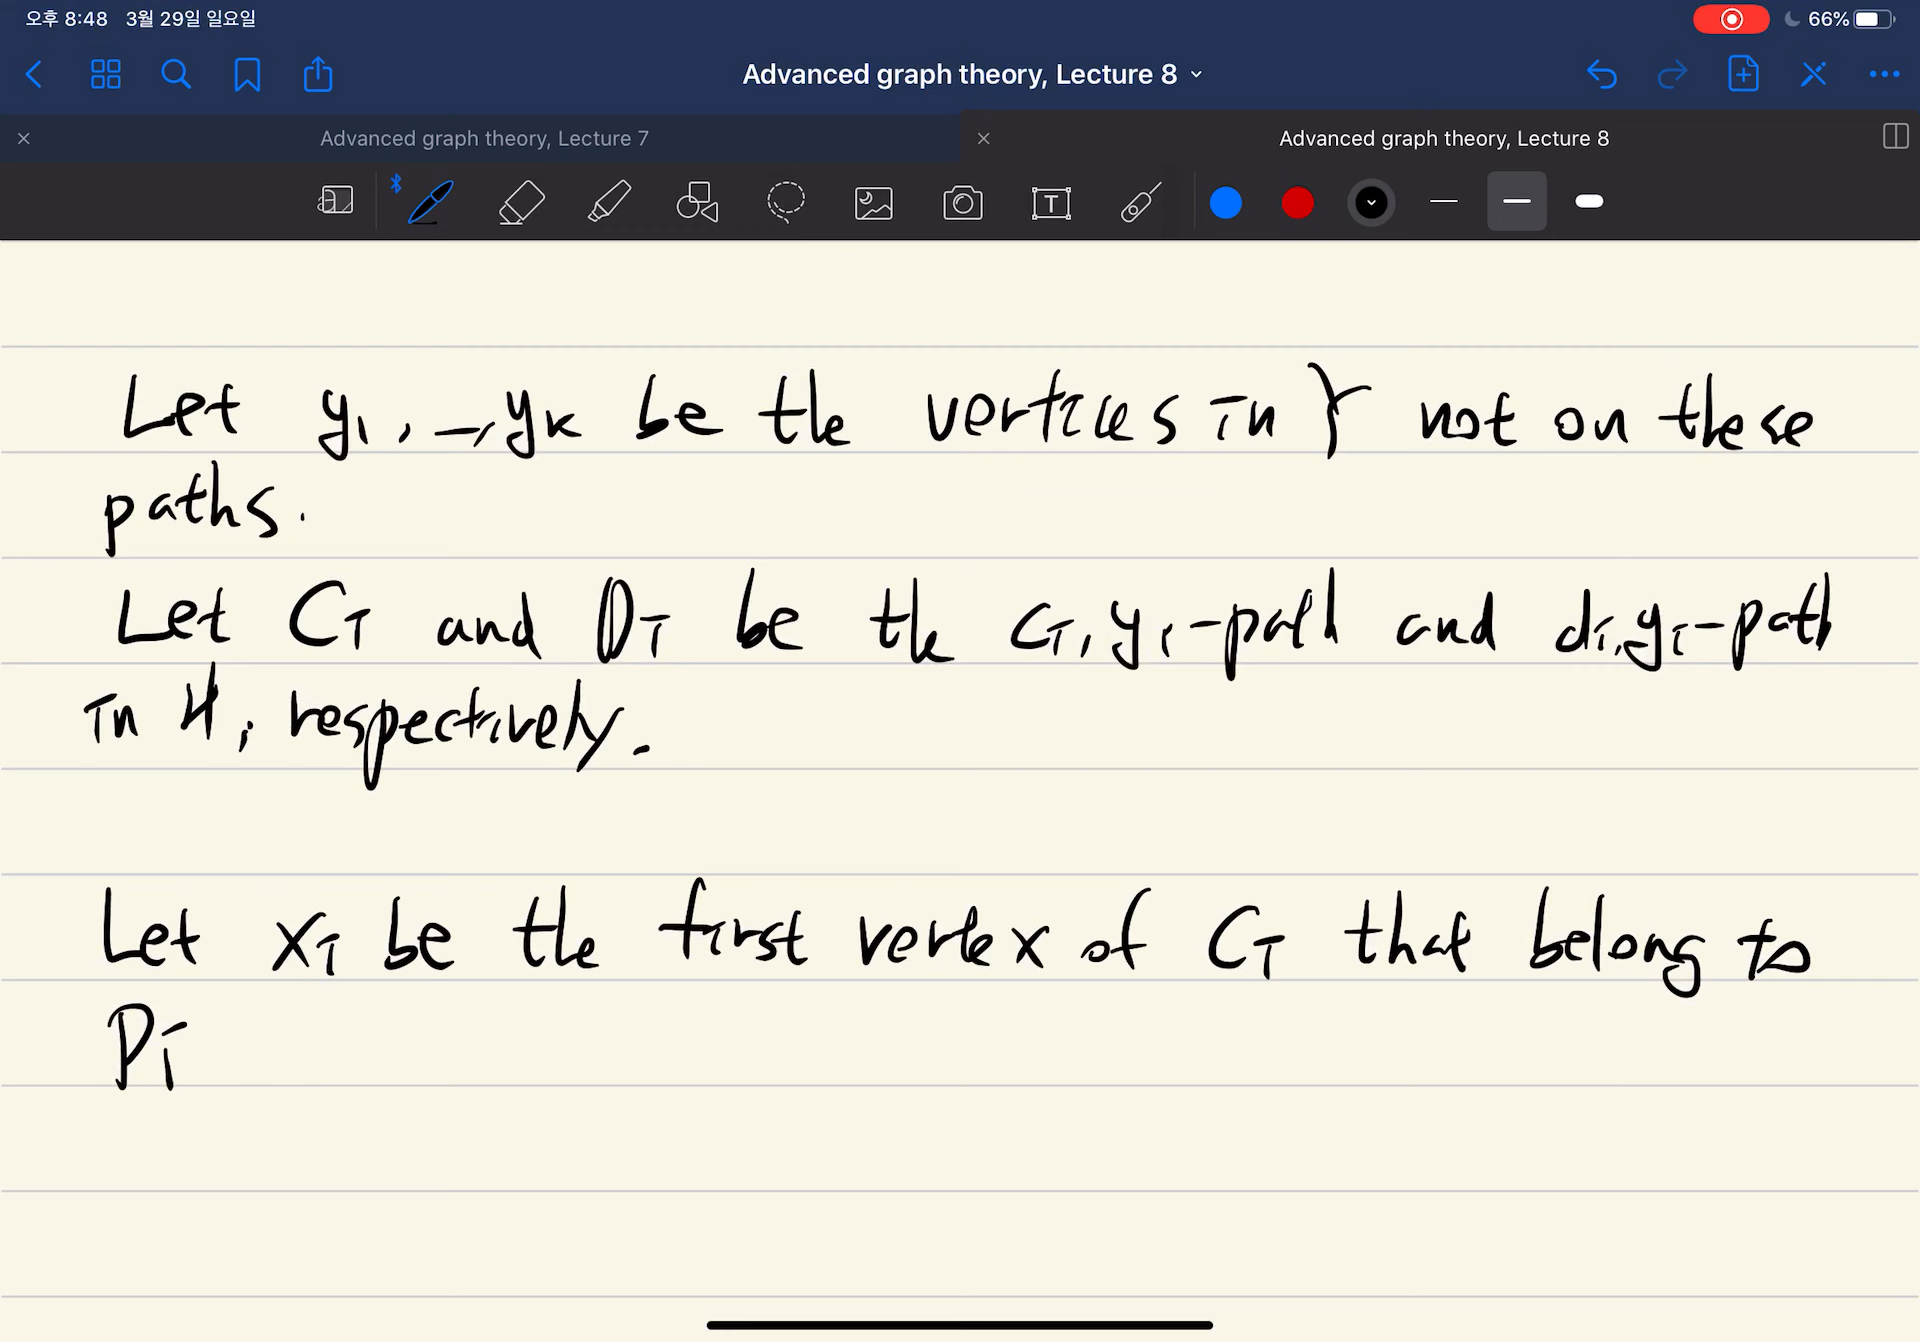 오후 8:48 3월 29일 일요일
66%
Advanced graph theory, Lecture 8
Advanced graph theory, Lecture 7
Advanced graph theory, Lecture 8
Let y₁, –, yₖ be the vertices in Y not on these
paths.
Let Cᵢ and Dᵢ be the cᵢ, yᵢ-path and dᵢ, yᵢ-path
in H, respectively.
Let xᵢ be the first vertex of Cᵢ that belong to
Pᵢ